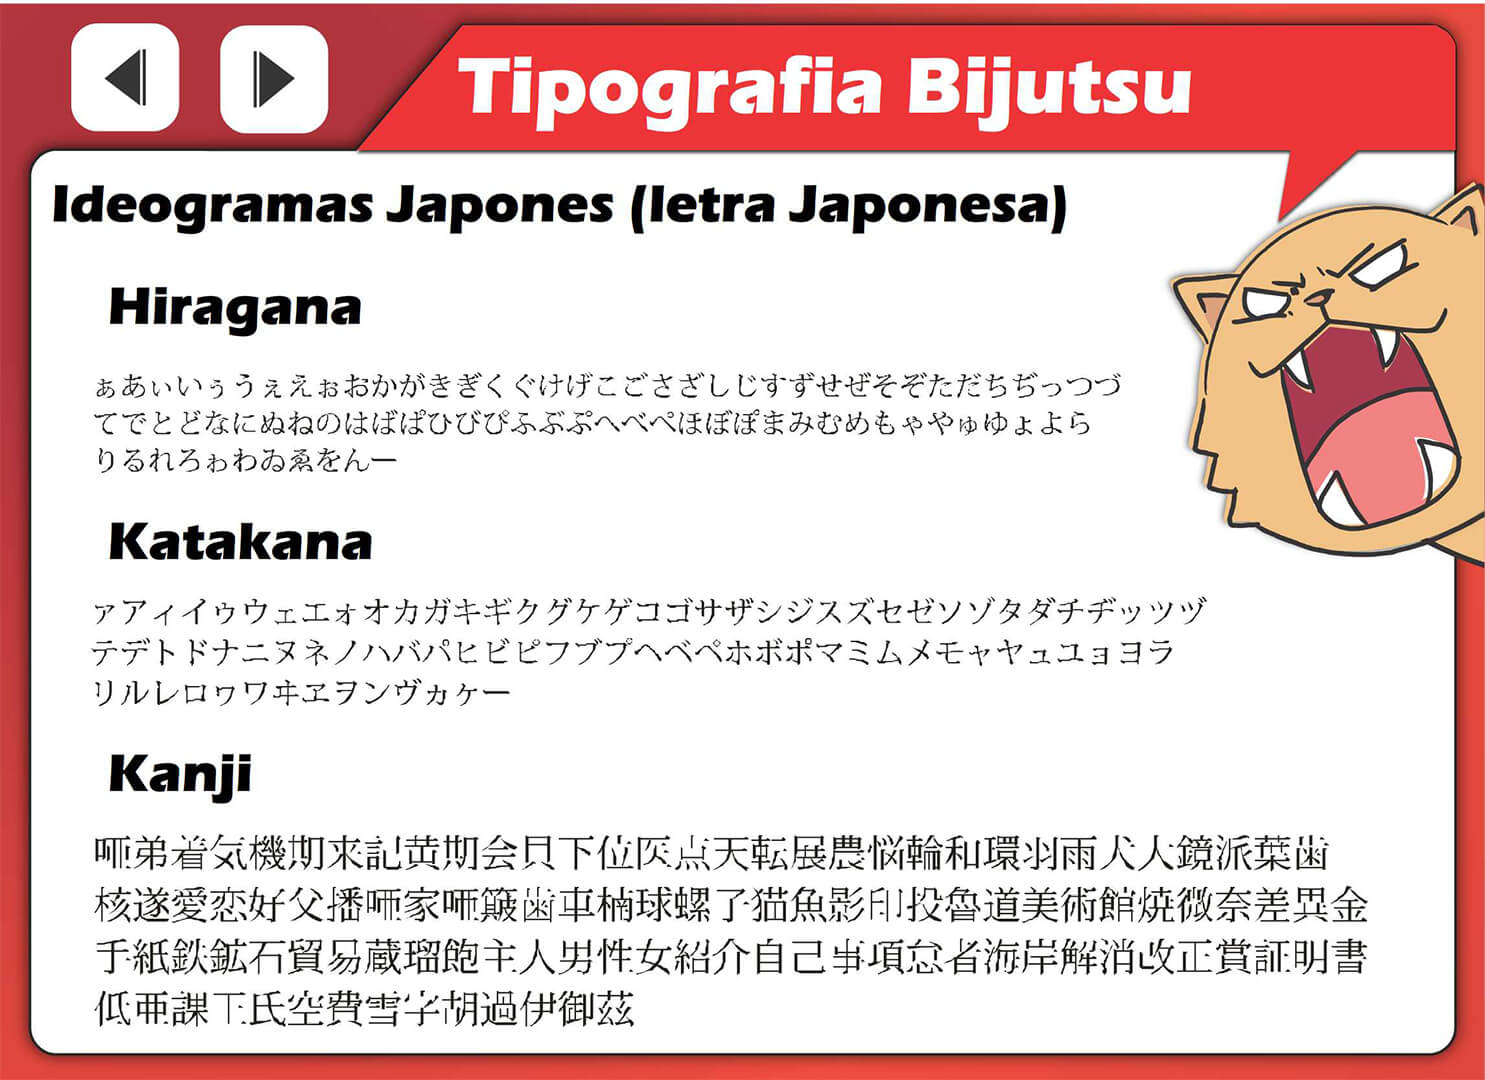 Tipografia Bijutsu
Ideogramas Japones (letra Japonesa)
Hiragana
ぁあぃいぅうぇえぉおかがきぎくぐけげこごさざしじすずせぜそぞただちぢっつづ
てでとどなにぬねのはばぱひびぴふぶぷへべぺほぼぽまみむめもゃやゅゆょよら
りるれろゎわゐゑをんー
Katakana
ァアィイゥウェエォオカガキギクグケゲコゴサザシジスズセゼソゾタダチヂッツヅ
テデトドナニヌネノハバパヒビピフブプヘベペホボポマミムメモャヤュユョヨラ
リルレロヮワヰヱヲンヴヵヶー
Kanji
唖弟着気機期来記黄期会貝下位医点天転展農悩輪和環羽雨犬人鏡派葉歯
核遂愛恋好父播唖家唖簸歯車楠球螺了猫魚影印投魯道美術館焼微奈差異金
手紙鉄鉱石貿易蔵瑠飽主人男性女紹介自己事項怠者海岸解消改正賞証明書
低亜課下氏空費雪字胡過伊御茲